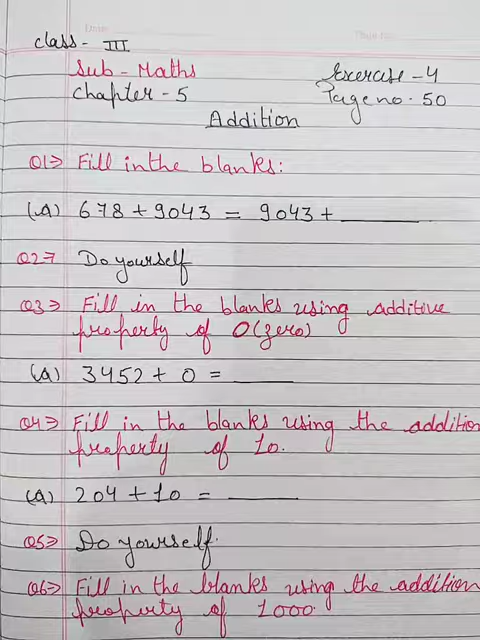 Class - III
Sub - Maths Exercise - 4
Chapter - 5 Page no. 50
Addition
Q1⇒ Fill in the blanks:
(A) 678 + 9043 = 9043 + ______
Q2⇒ Do yourself
Q3⇒ Fill in the blanks using additive
property of 0(zero)
(A) 3452 + 0 = ____
Q4⇒ Fill in the blanks using the addition
property of 10.
(A) 204 + 10 = ____
Q5⇒ Do yourself.
Q6⇒ Fill in the blanks using the addition
property of 1000.